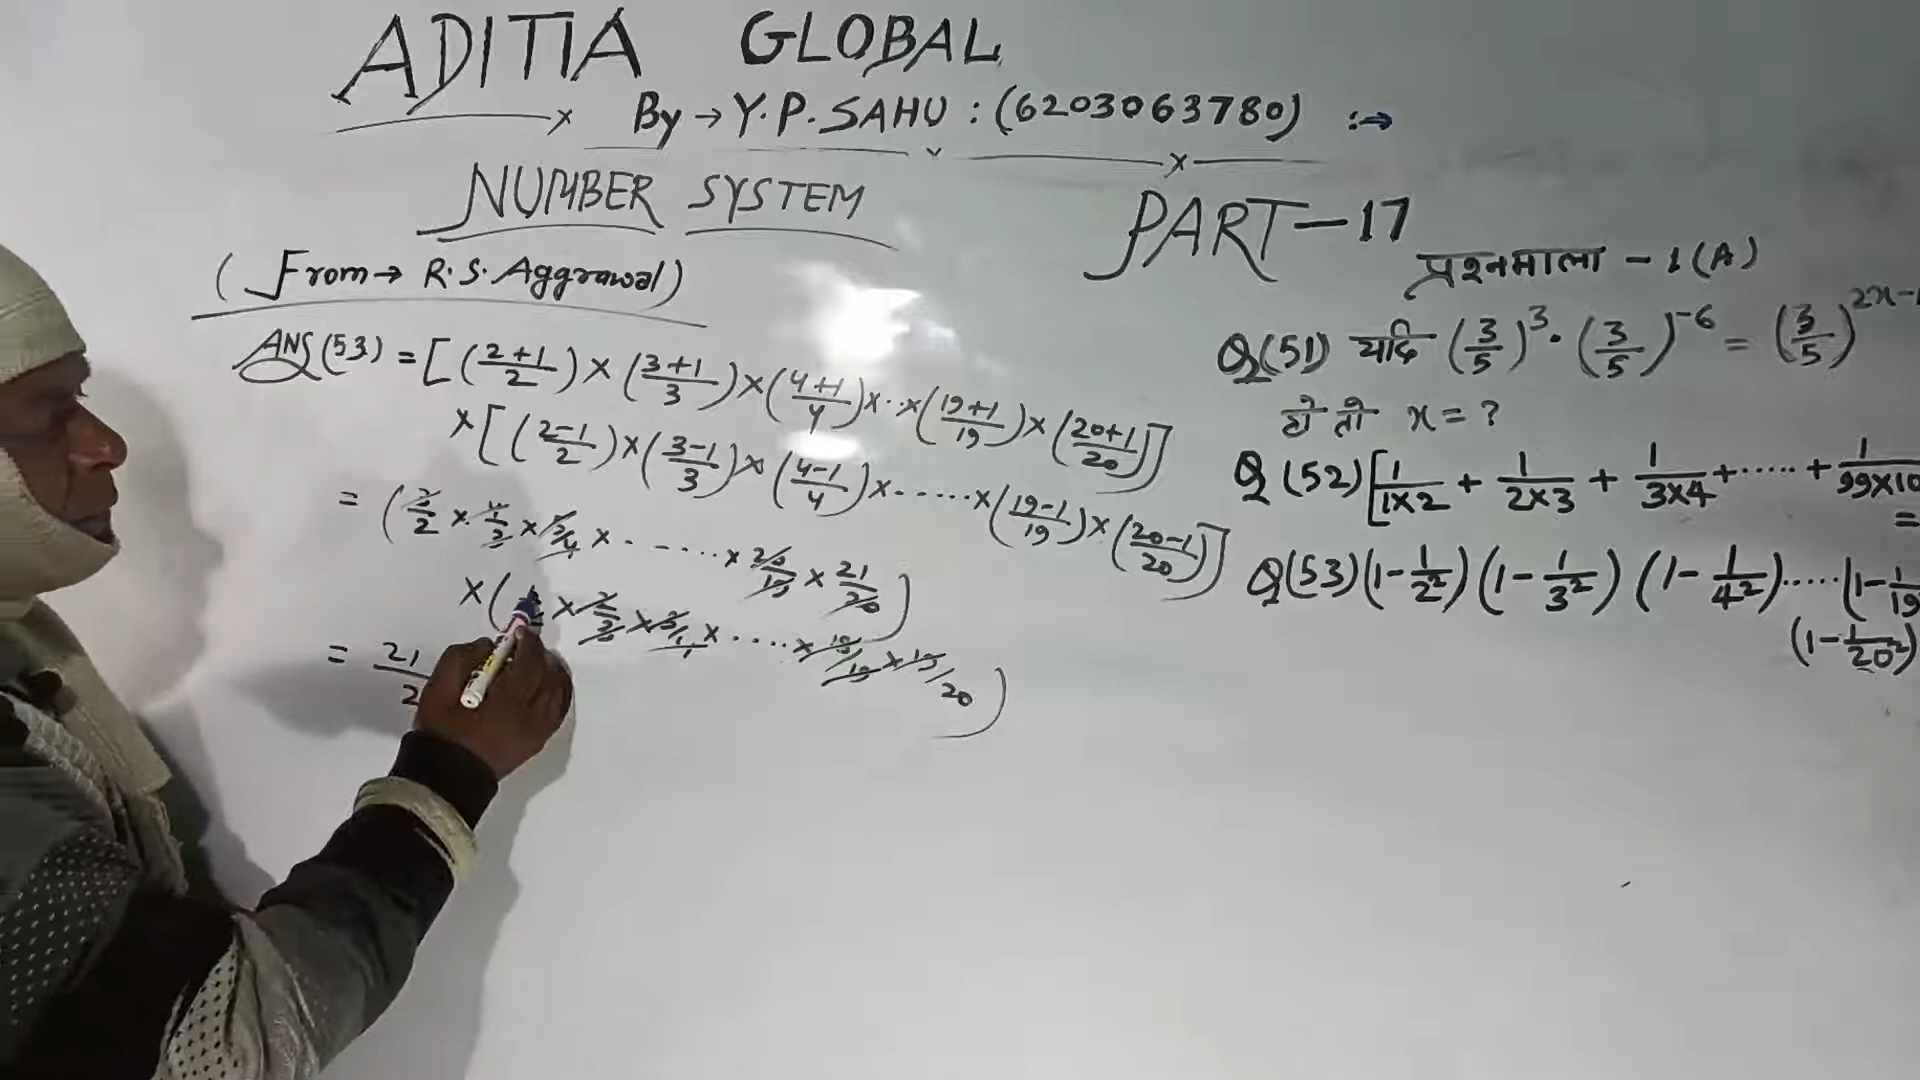 ADITIA GLOBAL
By → Y.P. SAHU : (6203063780) :→
NUMBER SYSTEM
PART-17
(From → R.S. Aggrawal)
प्रश्नमाला - 1(A)
ANS(53) = [(2+1/2) × (3+1/3) × (4+1/4) × .. × (19+1/19) × (20+1/20)]
× [(2-1/2) × (3-1/3) × (4-1/4) × ...... × (19-1/19) × (20-1/20)]
= (3/2 × 4/3 × 5/4 × ...... × 20/19 × 21/20)
× ( × 2/3 × 3/4 × ..... × 18/19 × 19/20)
= 21/2
Q(51) यदि (3/5)³ · (3/5)⁻⁶ = (3/5)^2x-1
हो तो x = ?
Q(52) [1/1×2 + 1/2×3 + 1/3×4 + ..... + 1/99×10
=
Q(53) (1-1/2²) (1-1/3²) (1-1/4²) ..... (1-1/19
(1-1/20²)